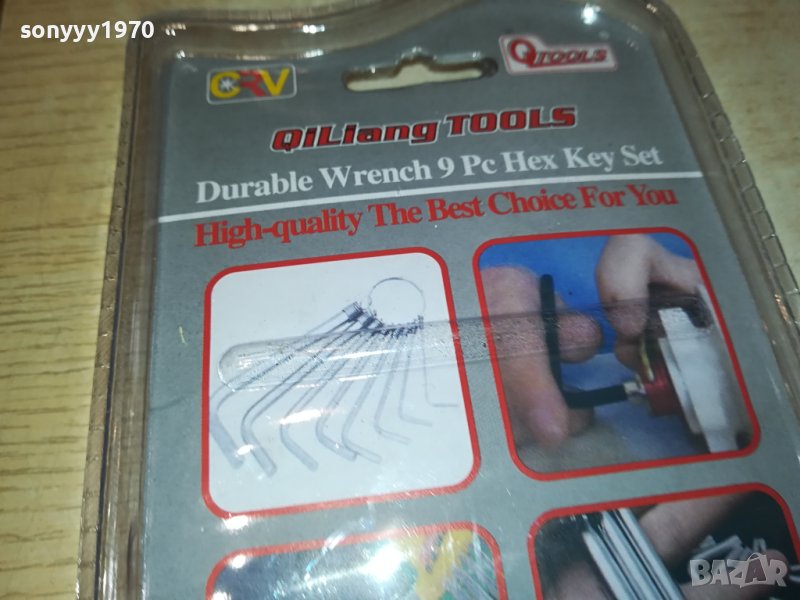 sonyyy1970
CRV
QTOOLS
QiLiang TOOLS
Durable Wrench 9 Pc Hex Key Set
High-quality The Best Choice For You
BAZAR